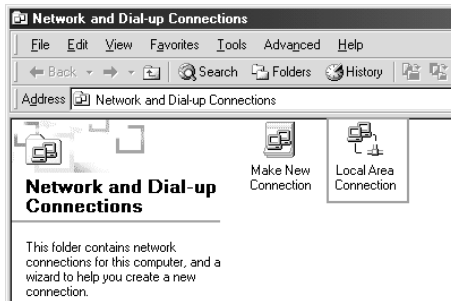 Network and Dial-up Connections
File Edit View Favorites Tools Advanced Help
Back Search Folders History
Address Network and Dial-up Connections
Make New Connection
Local Area Connection
Network and Dial-up Connections
This folder contains network
connections for this computer, and a
wizard to help you create a new
connection.